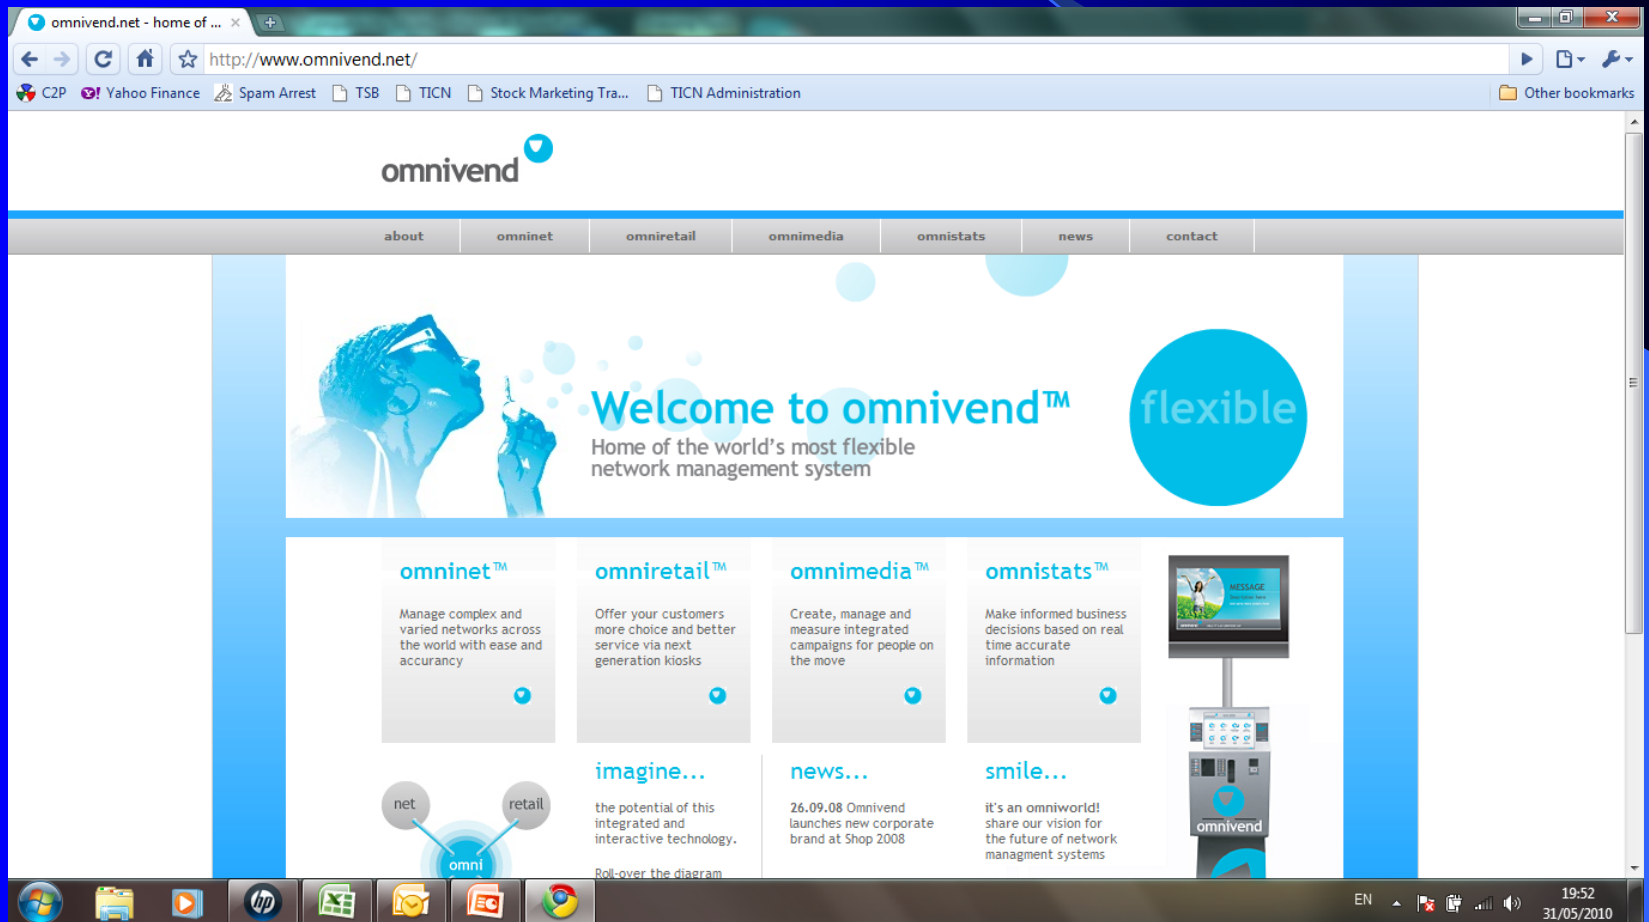 omnivend.net - home of ...
http://www.omnivend.net/
C2P Yahoo Finance Spam Arrest TSB TICN Stock Marketing Tra... TICN Administration Other bookmarks
omnivend
about omninet omniretail omnimedia omnistats news contact
Welcome to omnivend™
Home of the world's most flexible
network management system
flexible
omninet™
Manage complex and
varied networks across
the world with ease and
accurancy
omniretail™
Offer your customers
more choice and better
service via next
generation kiosks
omnimedia™
Create, manage and
measure integrated
campaigns for people on
the move
omnistats™
Make informed business
decisions based on real
time accurate
information
MESSAGE
omnivend
net
retail
omni
imagine...
the potential of this
integrated and
interactive technology.
Roll-over the diagram
news...
26.09.08 Omnivend
launches new corporate
brand at Shop 2008
smile...
it's an omniworld!
share our vision for
the future of network
managment systems
hp
EN
19:52
31/05/2010